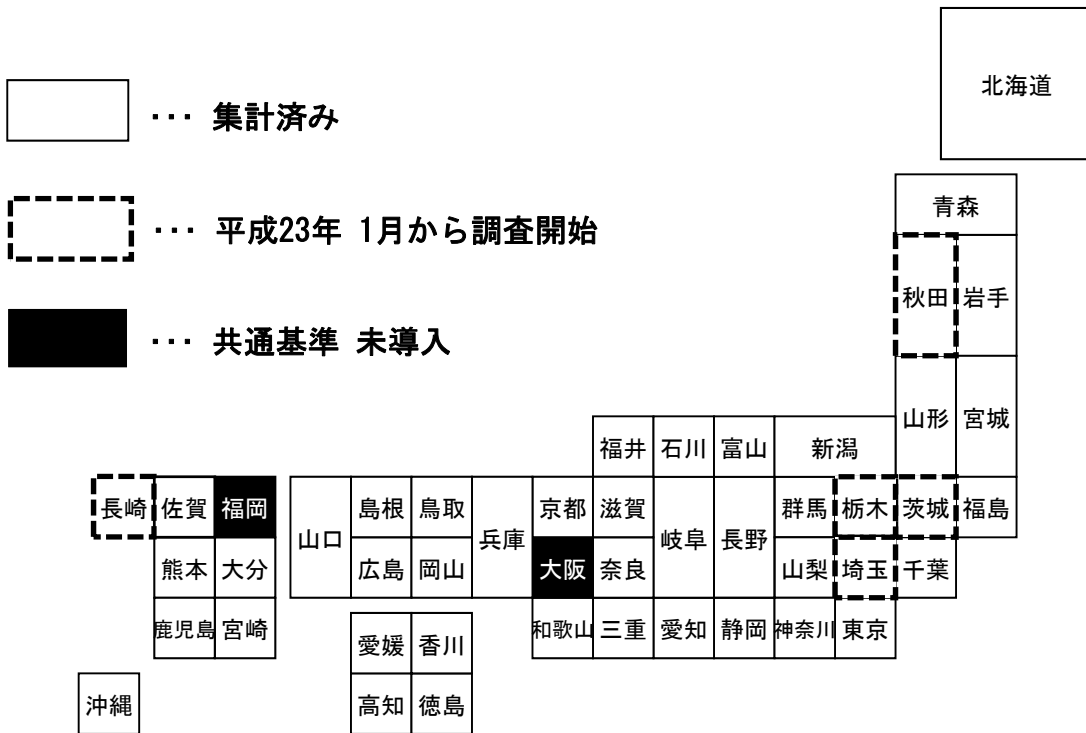 北海道
··· 集計済み
··· 平成23年 1月から調査開始
··· 共通基準 未導入
青森
秋田 岩手
山形 宮城
福井 石川 富山 新潟
長崎 佐賀 福岡 山口 島根 鳥取 兵庫 京都 滋賀 岐阜 長野 群馬 栃木 茨城 福島
熊本 大分 広島 岡山 大阪 奈良 山梨 埼玉 千葉
鹿児島 宮崎 和歌山 三重 愛知 静岡 神奈川 東京
愛媛 香川
沖縄 高知 徳島